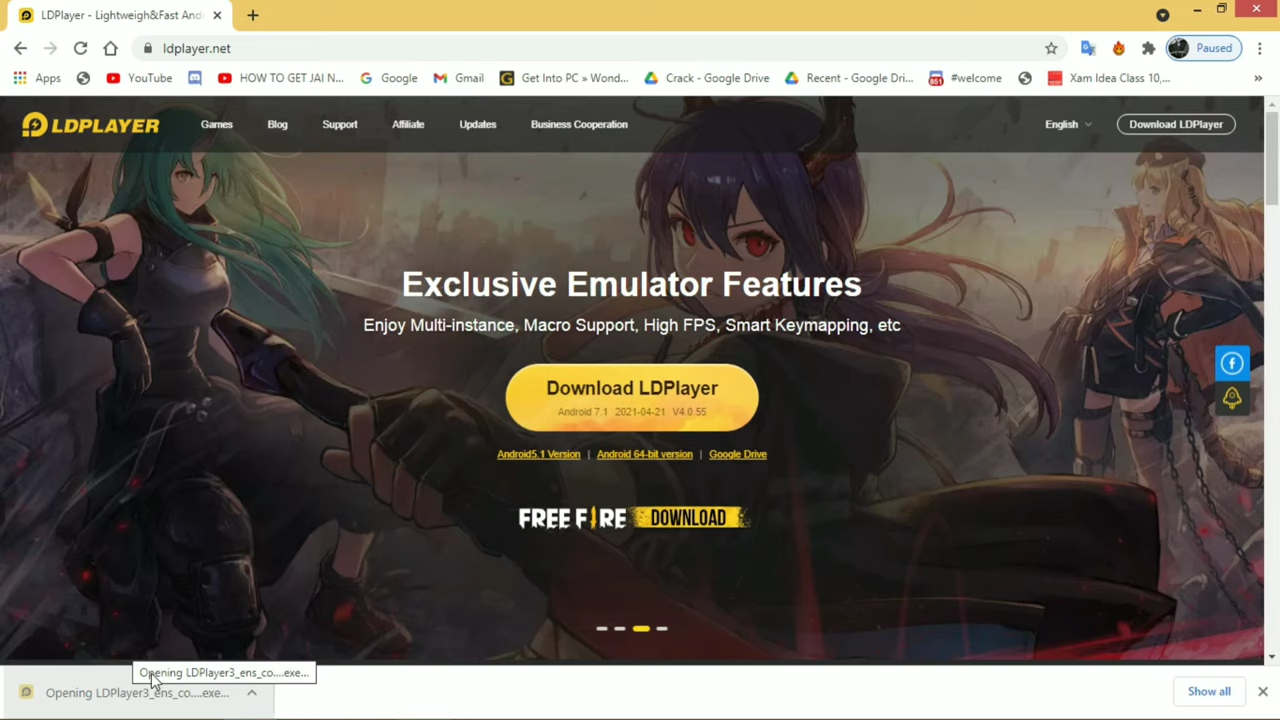 LDPlayer - Lightweigh&Fast And
ldplayer.net
Paused
Apps
YouTube
HOW TO GET JAI N...
Google
Gmail
Get Into PC » Wond...
Crack - Google Drive
Recent - Google Dri...
#welcome
Xam Idea Class 10,...
LDPLAYER
Games
Blog
Support
Affiliate
Updates
Business Cooperation
English
Download LDPlayer
Exclusive Emulator Features
Enjoy Multi-instance, Macro Support, High FPS, Smart Keymapping, etc
Download LDPlayer
Android 7.1 2021-04-21 V4.0.55
Android5.1 Version | Android 64-bit version | Google Drive
FREE FIRE DOWNLOAD
Opening LDPlayer3_ens_co....exe...
Opening LDPlayer3_ens_co....exe...
Show all